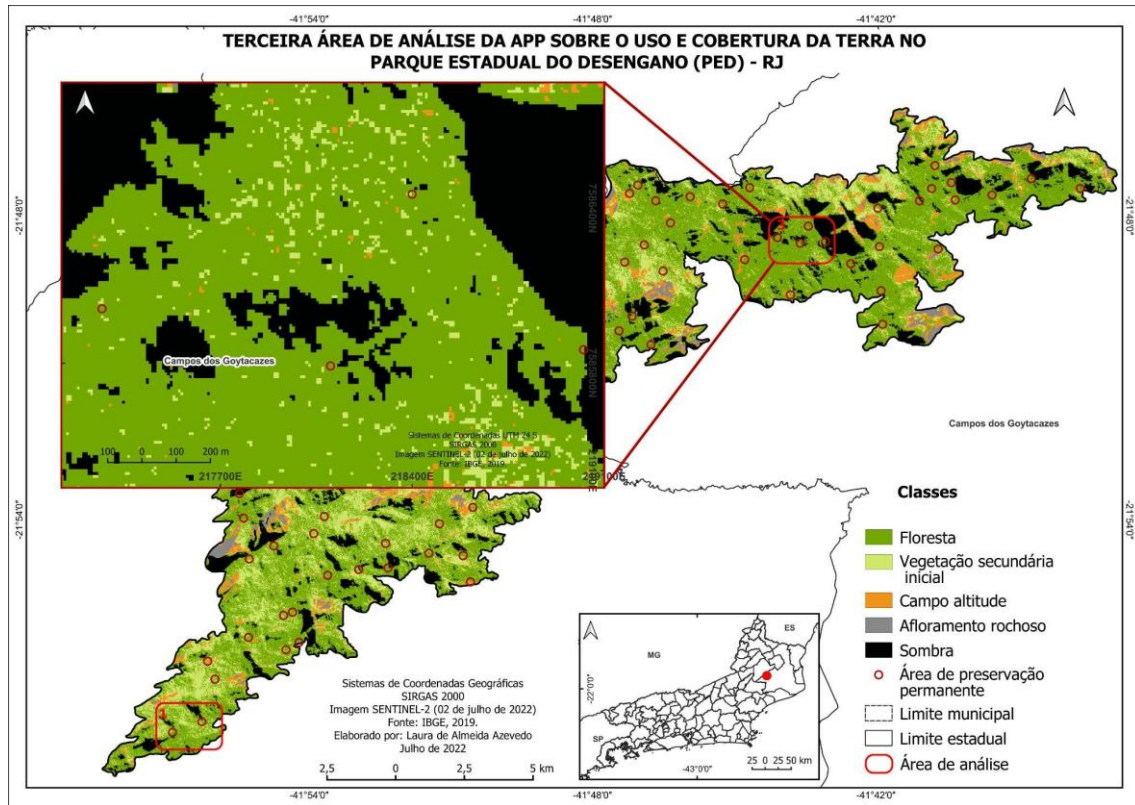 -41°54'0"
-41°48'0"
-41°42'0"
TERCEIRA ÁREA DE ANÁLISE DA APP SOBRE O USO E COBERTURA DA TERRA NO
PARQUE ESTADUAL DO DESENGANO (PED) - RJ
-21°48'0"
-21°48'0"
7586400N
7585800N
Campos dos Goytacazes
Sistemas de Coordenadas UTM 24 S
SIRGAS 2000
Imagem SENTINEL-2 (02 de julho de 2022)
Fonte: IBGE, 2019.
100 0 100 200 m
217700E
218400E
Campos dos Goytacazes
-21°54'0"
-21°54'0"
Classes
Floresta
Vegetação secundária
inicial
Campo altitude
Afloramento rochoso
Sombra
Área de preservação
permanente
Limite municipal
Limite estadual
Área de análise
1
Sistemas de Coordenadas Geográficas
SIRGAS 2000
Imagem SENTINEL-2 (02 de julho de 2022)
Fonte: IBGE, 2019.
Elaborado por: Laura de Almeida Azevedo
Julho de 2022
2,5 0 2,5 5 km
MG
ES
SP
-22°0'0"
-43°0'0"
25 0 25 50 km
-41°54'0"
-41°48'0"
-41°42'0"